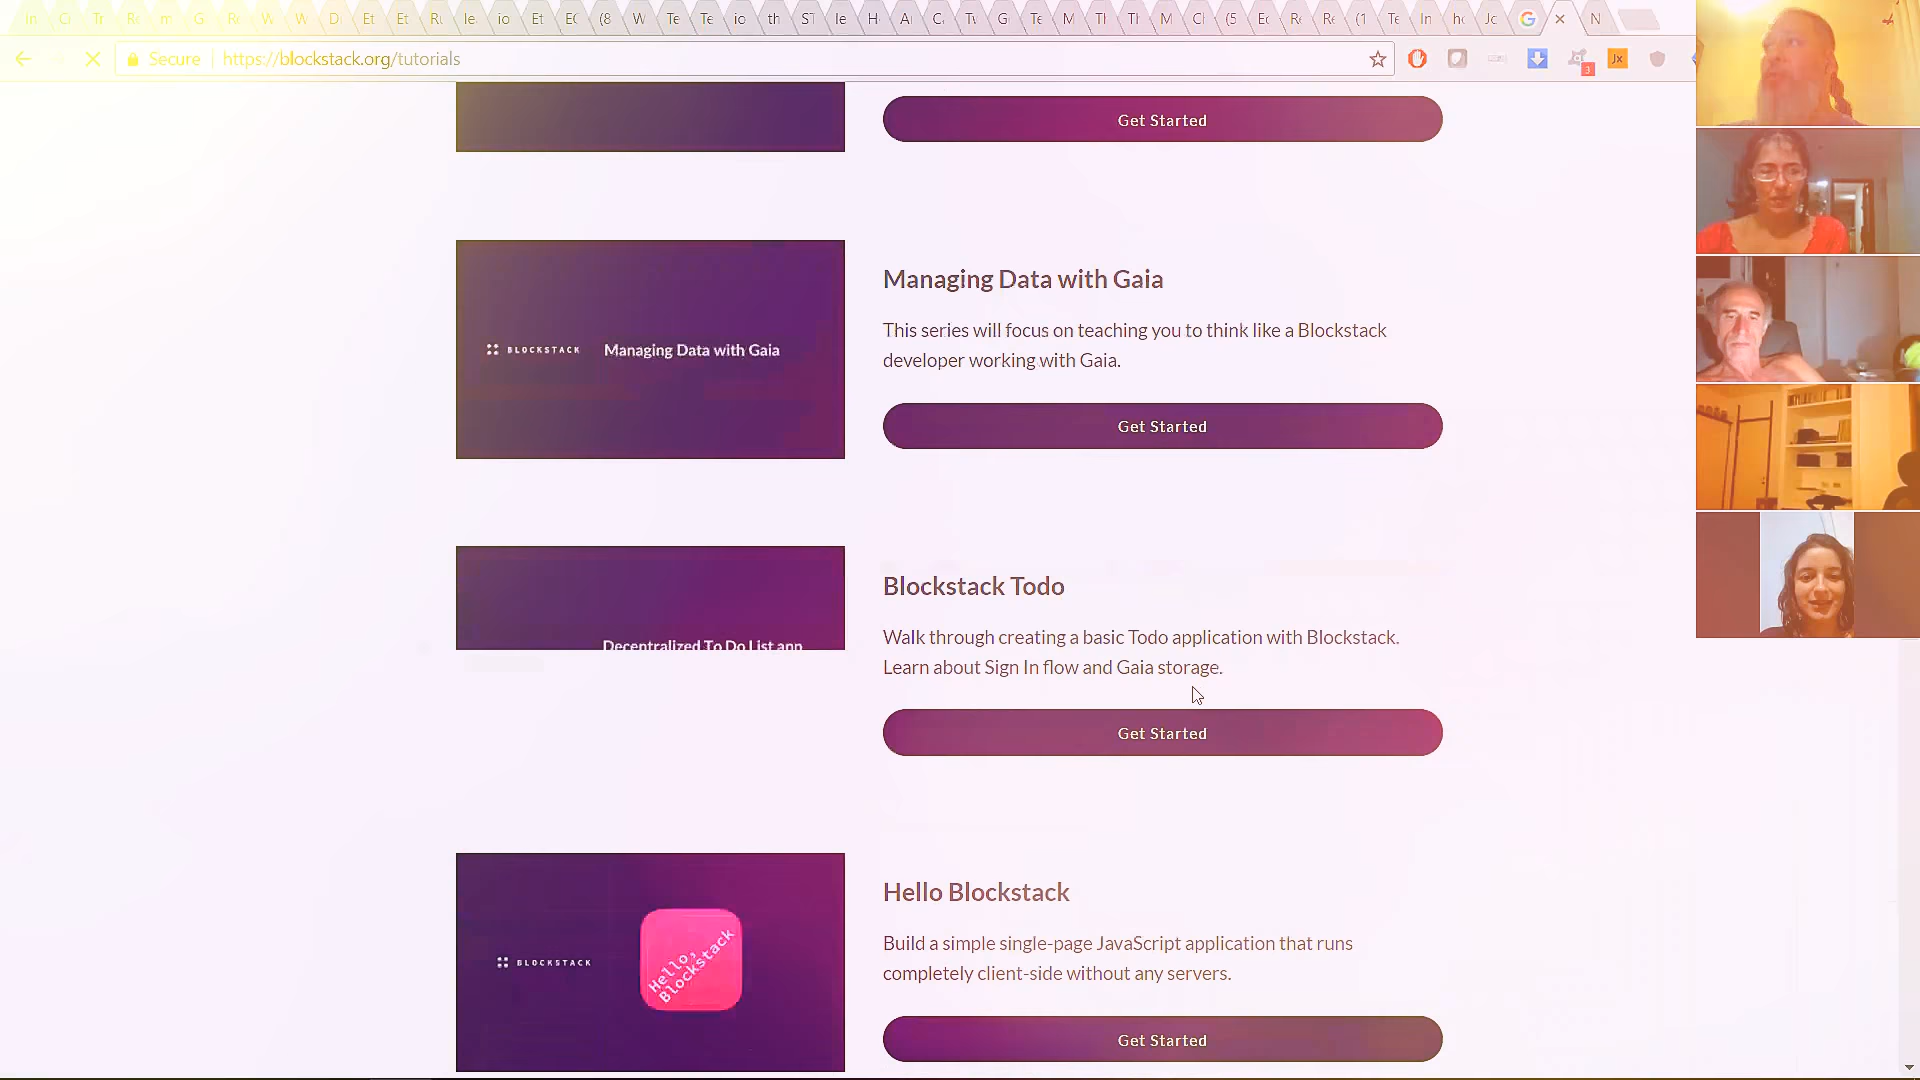 Secure
https://blockstack.org/tutorials
3
Jx
Get Started
BLOCKSTACK
Managing Data with Gaia
Managing Data with Gaia
This series will focus on teaching you to think like a Blockstack
developer working with Gaia.
Get Started
Decentralized To Do List app
Blockstack Todo
Walk through creating a basic Todo application with Blockstack.
Learn about Sign In flow and Gaia storage.
Get Started
BLOCKSTACK
Hello,
Blockstack
Hello Blockstack
Build a simple single-page JavaScript application that runs
completely client-side without any servers.
Get Started